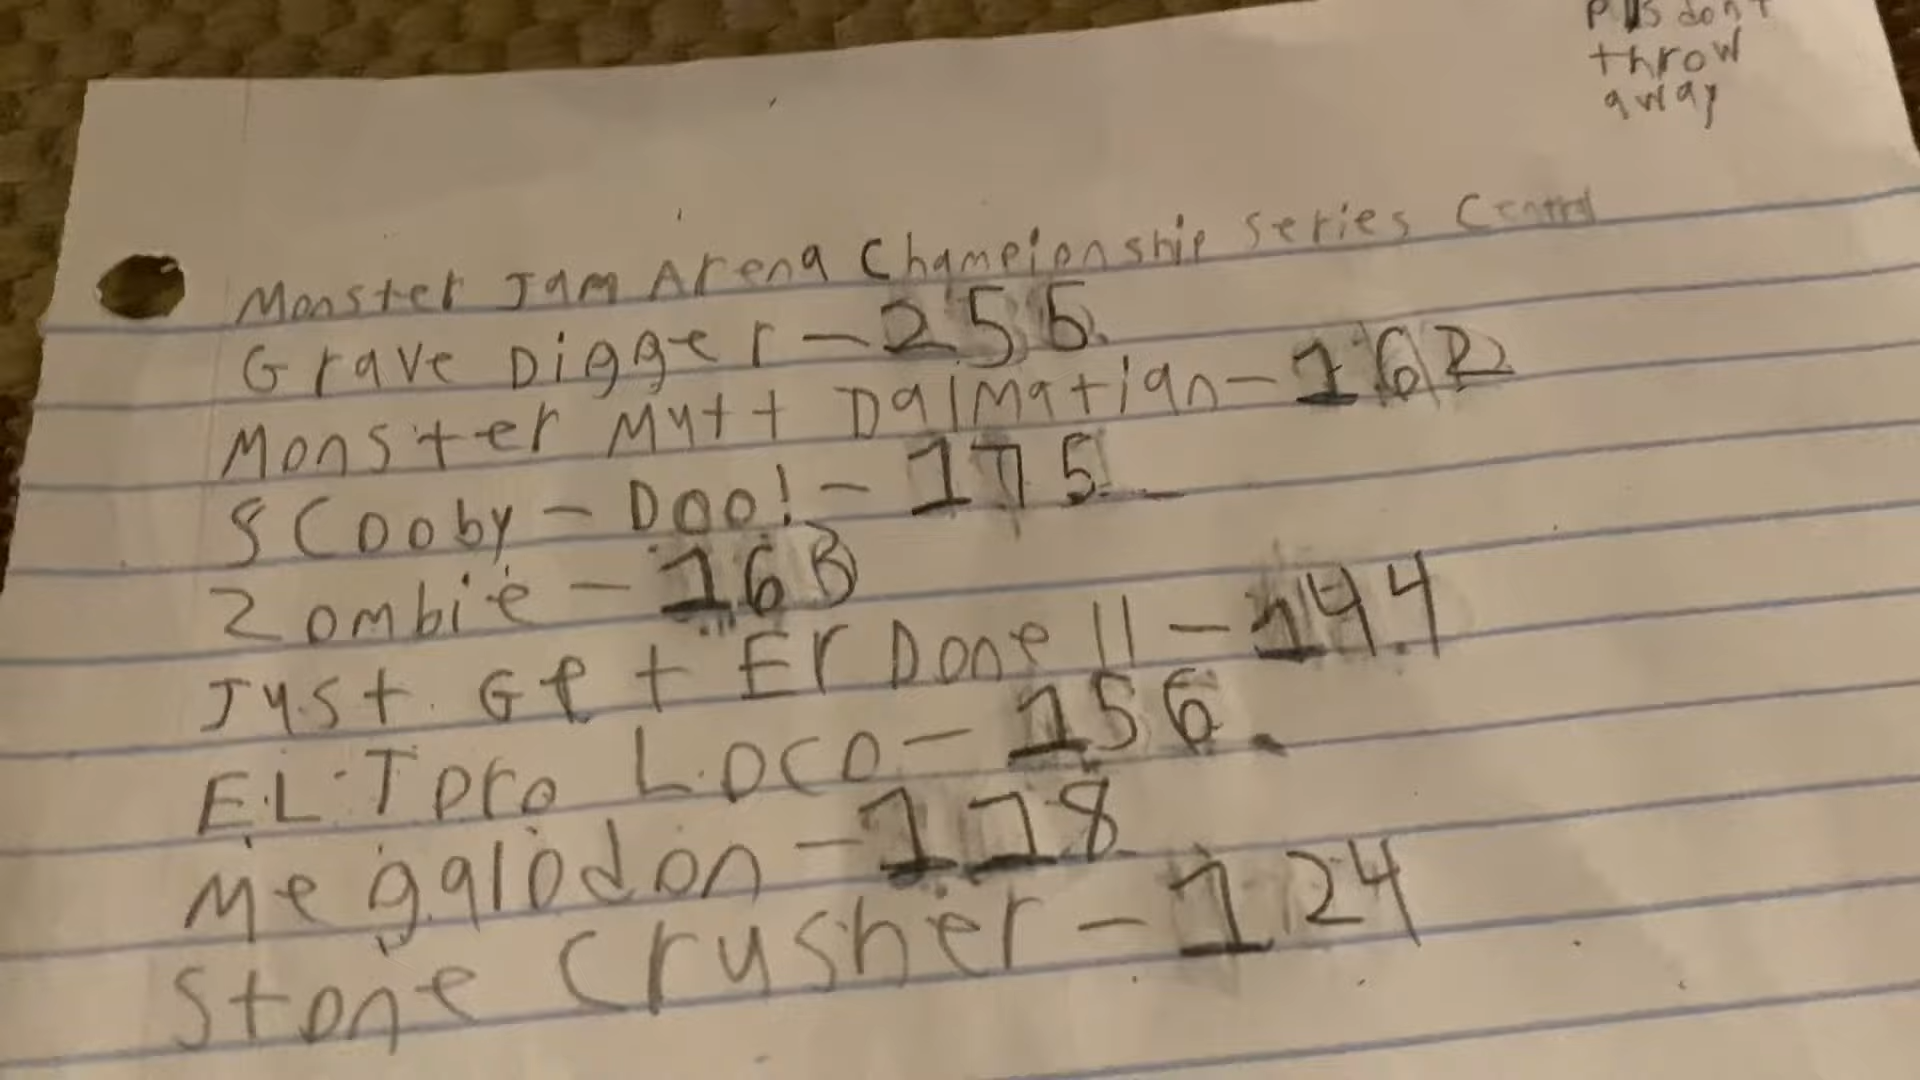 Pl​s don't
throw
away
Monster Jam Arena Championship Series Central
Grave Digger - 255
Monster Mutt Dalmatian - 162
Scooby-Doo! - 175
Zombie - 163
Just Get Er Done!! - 144
EL Toro Loco - 156
Megalodon - 178
Stone Crusher - 124